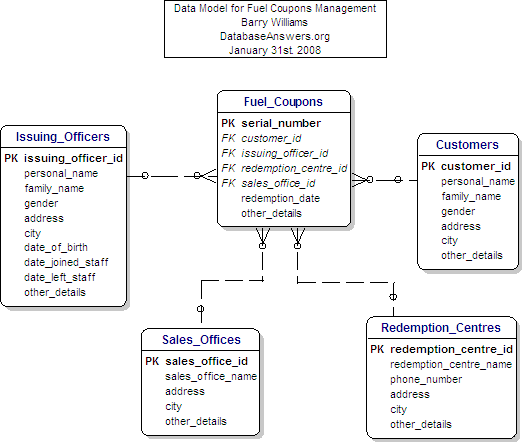 Data Model for Fuel Coupons Management
Barry Williams
DatabaseAnswers.org
January 31st. 2008
Fuel_Coupons
PK serial_number
FK customer_id
FK issuing_officer_id
FK redemption_centre_id
FK sales_office_id
redemption_date
other_details
Issuing_Officers
PK issuing_officer_id
personal_name
family_name
gender
address
city
date_of_birth
date_joined_staff
date_left_staff
other_details
Customers
PK customer_id
personal_name
family_name
gender
address
city
other_details
Sales_Offices
PK sales_office_id
sales_office_name
address
city
other_details
Redemption_Centres
PK redemption_centre_id
redemption_centre_name
phone_number
address
city
other_details